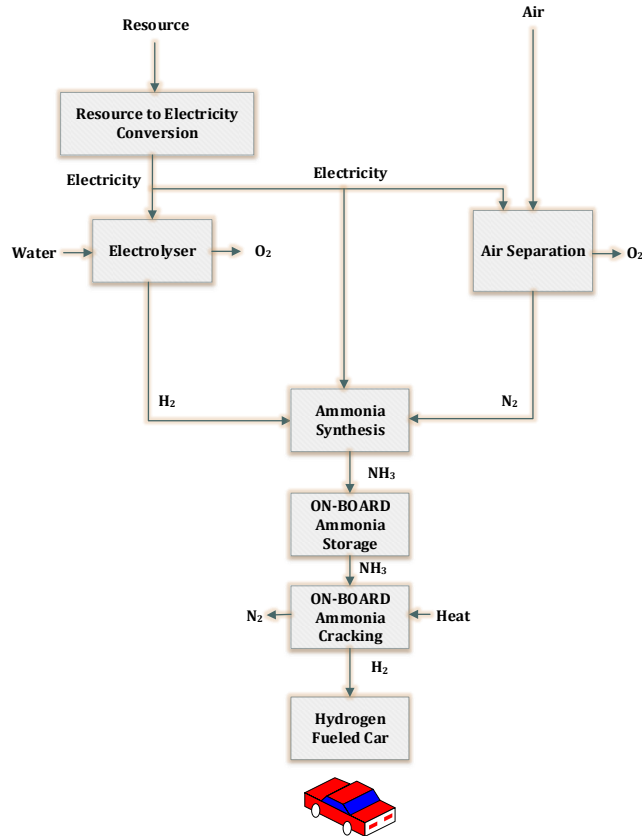 Resource
Air
Resource to Electricity
Conversion
Electricity
Electricity
Water
Electrolyser
O₂
Air Separation
O₂
H₂
N₂
Ammonia
Synthesis
NH₃
ON-BOARD
Ammonia
Storage
NH₃
N₂
ON-BOARD
Ammonia
Cracking
Heat
H₂
Hydrogen
Fueled Car